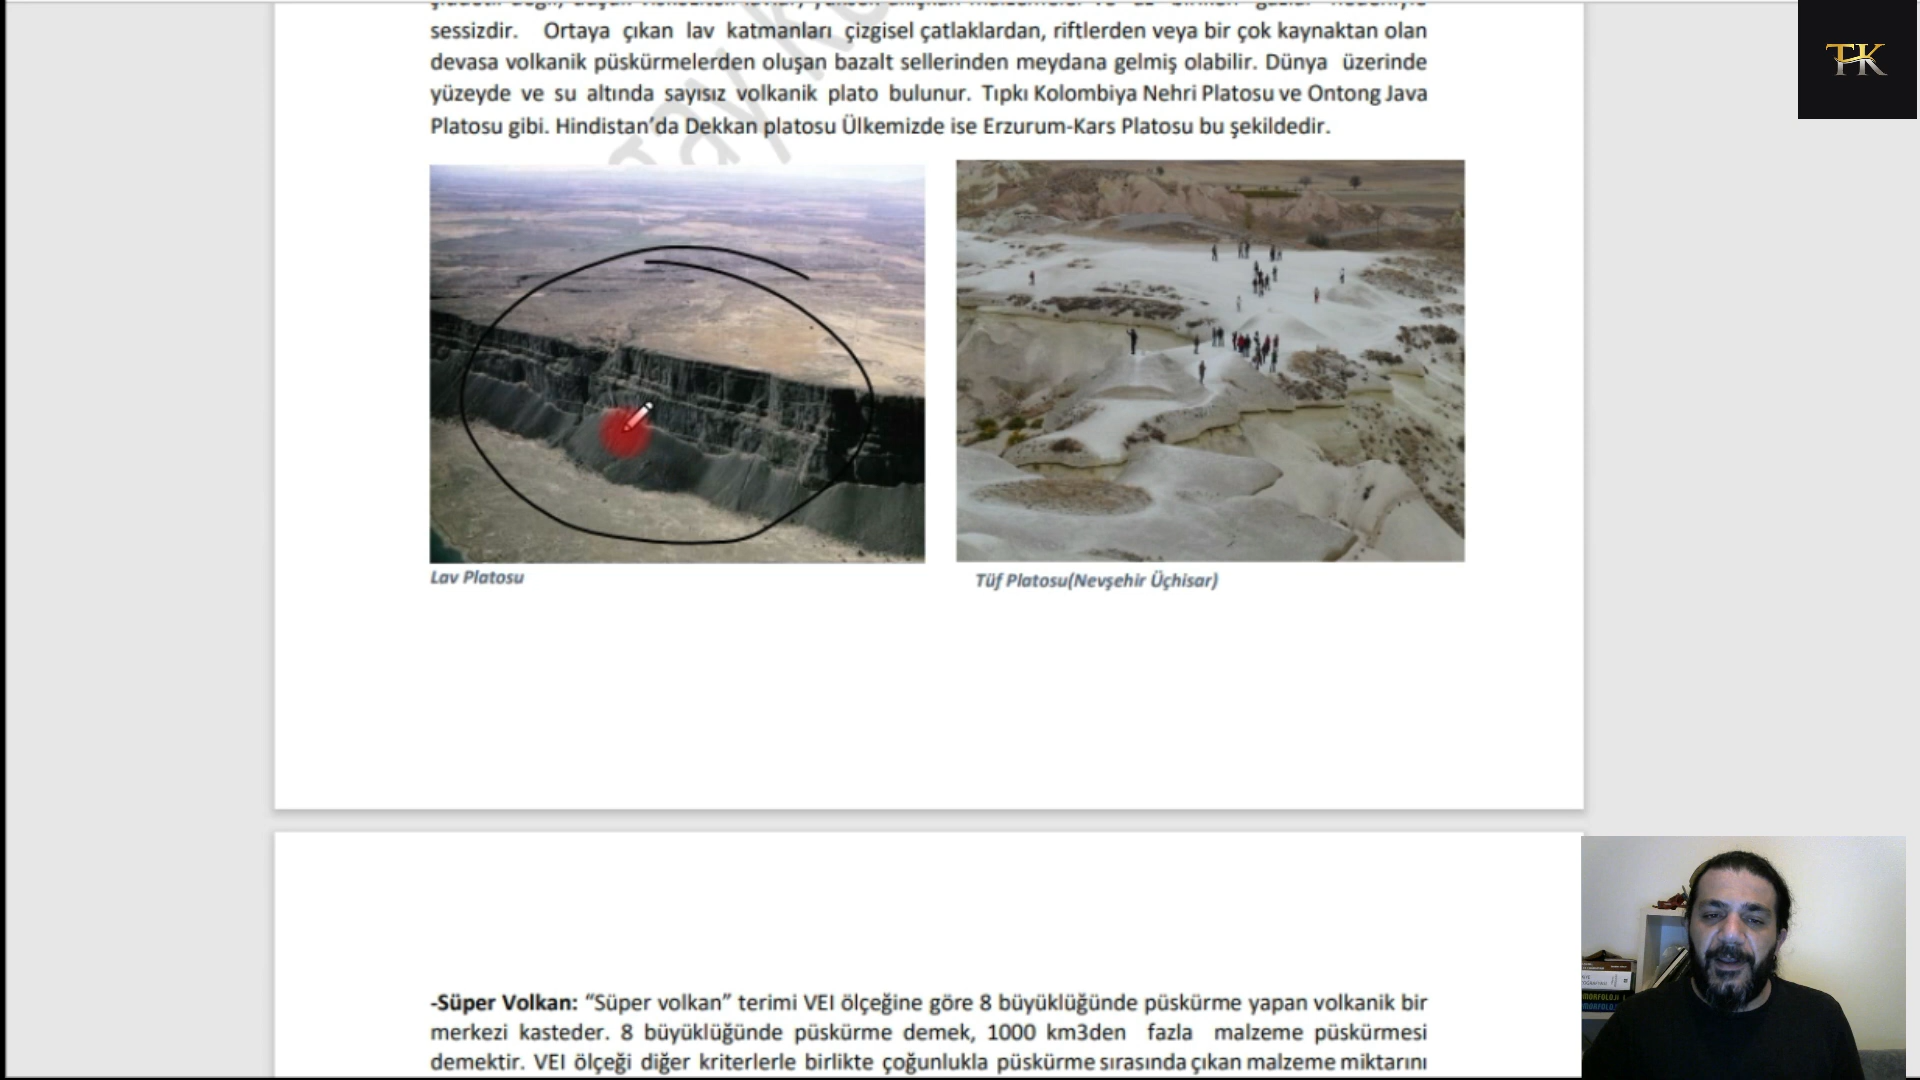 sessizdir. Ortaya çıkan lav katmanları çizgisel çatlaklardan, riftlerden veya bir çok kaynaktan olan
devasa volkanik püskürmelerden oluşan bazalt sellerinden meydana gelmiş olabilir. Dünya üzerinde
yüzeyde ve su altında sayısız volkanik plato bulunur. Tıpkı Kolombiya Nehri Platosu ve Ontong Java
Platosu gibi. Hindistan’da Dekkan platosu Ülkemizde ise Erzurum-Kars Platosu bu şekildedir.
TK
Lav Platosu
Tüf Platosu(Nevşehir Üçhisar)
-Süper Volkan: “Süper volkan” terimi VEI ölçeğine göre 8 büyüklüğünde püskürme yapan volkanik bir
merkezi kasteder. 8 büyüklüğünde püskürme demek, 1000 km3den fazla malzeme püskürmesi
demektir. VEI ölçeği diğer kriterlerle birlikte çoğunlukla püskürme sırasında çıkan malzeme miktarını